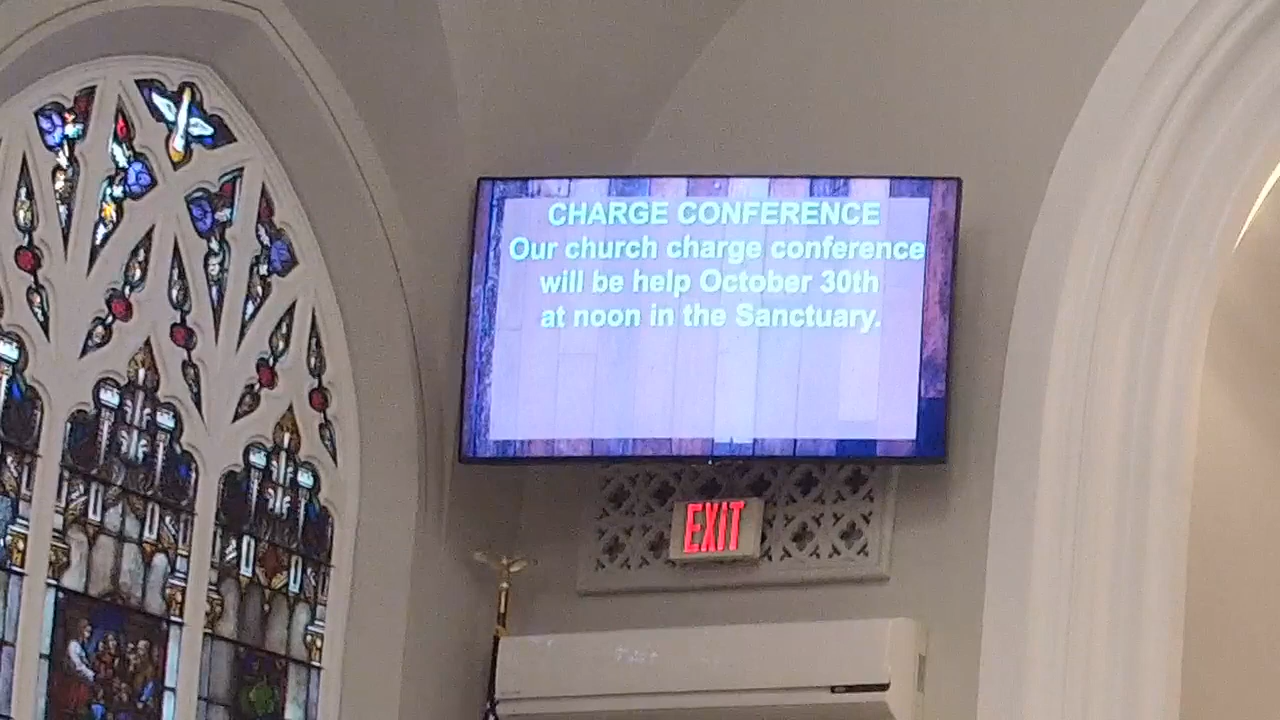 CHARGE CONFERENCE
Our church charge conference
will be help October 30th
at noon in the Sanctuary.
EXIT